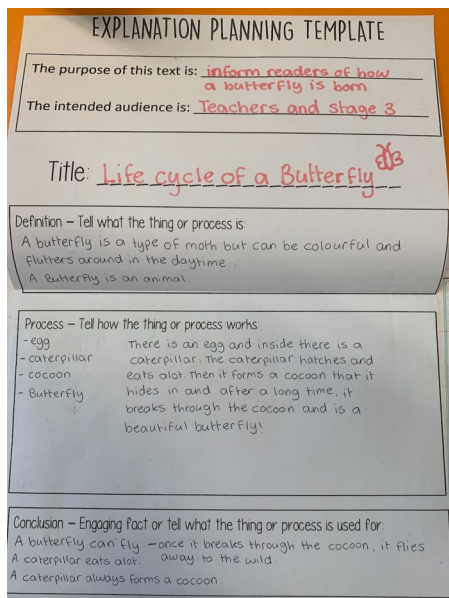 EXPLANATION PLANNING TEMPLATE
The purpose of this text is: inform readers of how
a butterfly is born
The intended audience is: Teachers and stage 3
Title: Life cycle of a Butterfly
Definition – Tell what the thing or process is:
A butterfly is a type of moth but can be colourful and
flutters around in the daytime.
A Butterfly is an animal.
Process – Tell how the thing or process works:
- egg
- caterpillar
- cocoon
- Butterfly
There is an egg and inside there is a
caterpillar. The caterpillar hatches and
eats alot. Then it forms a cocoon that it
hides in and after a long time, it
breaks through the cocoon and is a
beautiful butterfly!
Conclusion – Engaging fact or tell what the thing or process is used for:
A butterfly can fly. – once it breaks through the cocoon, it flies
away to the wild.
A caterpillar eats alot.
A caterpillar always forms a cocoon.